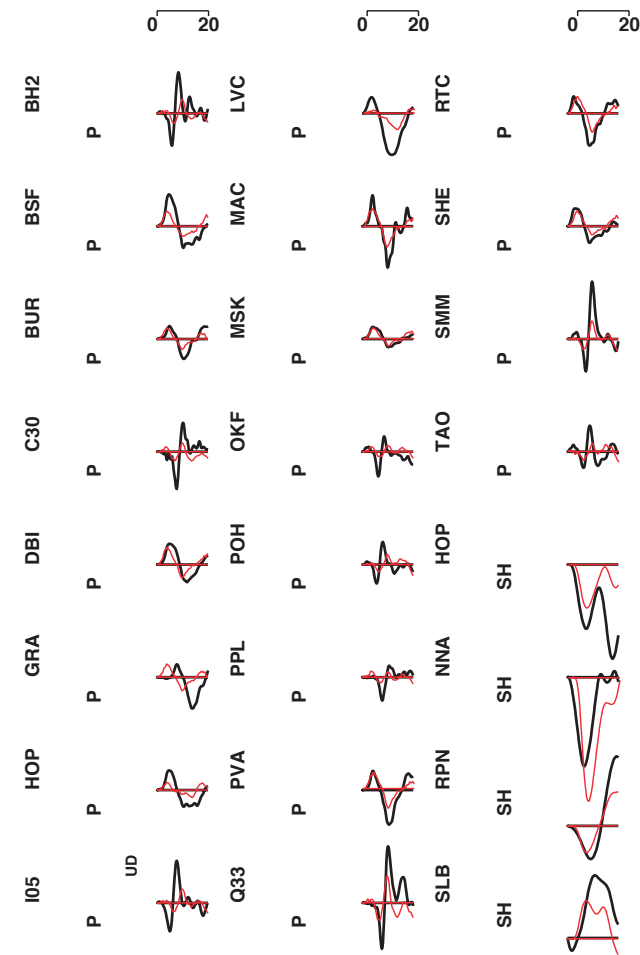 0 20 0 20 0 20
BH2 LVC RTC
P P P
BSF MAC SHE
P P P
BUR MSK SMM
P P P
C30 OKF TAO
P P P
DBI POH HOP
P P SH
GRA PPL NNA
P P SH
HOP PVA RPN
P P SH
UD
I05 Q33 SLB
P P SH